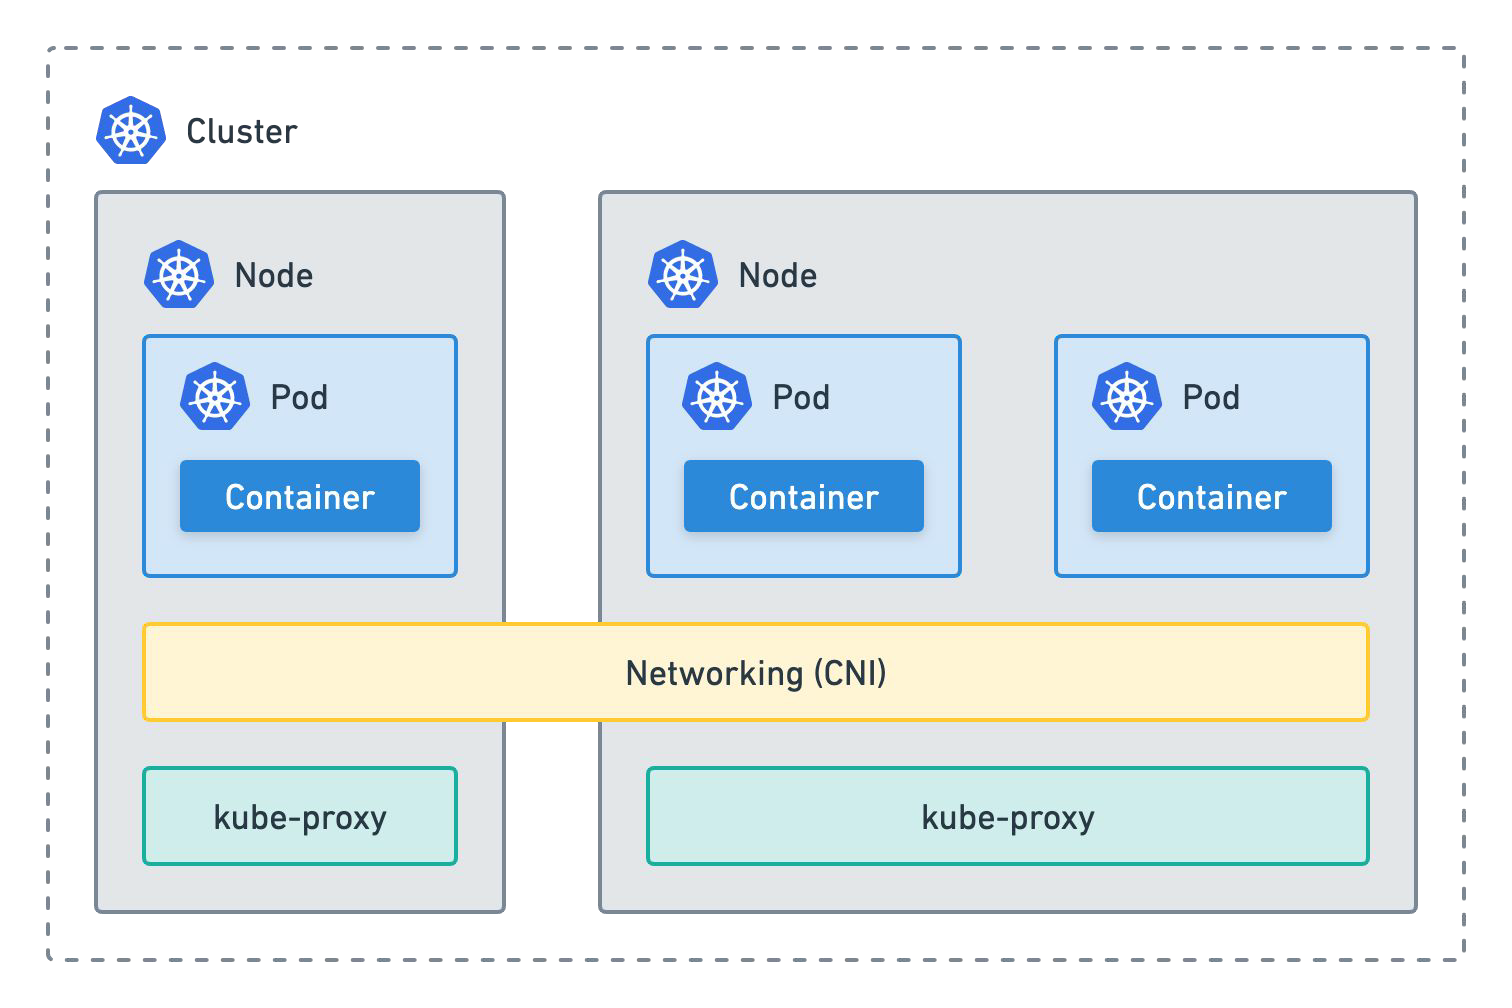 Cluster
Node
Node
Pod
Pod
Pod
Container
Container
Container
Networking (CNI)
kube-proxy
kube-proxy